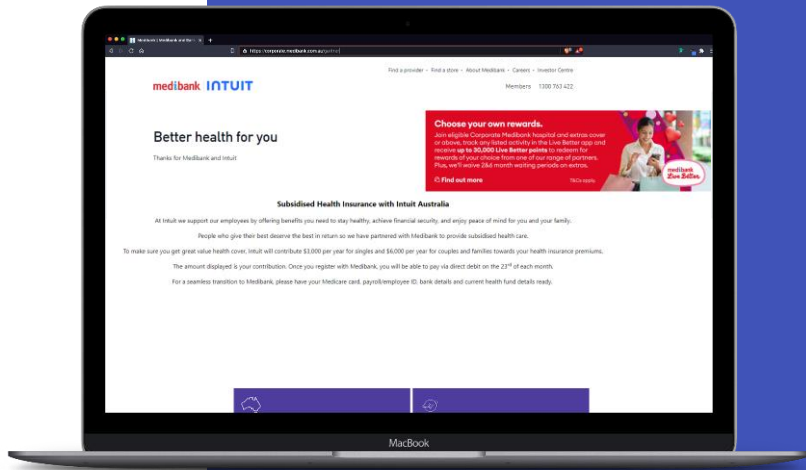 Medibank | Medibank and
https://corporate.medibank.com.au/
Find a provider - Find a store - About Medibank - Careers - Investor Centre
medibank INTUIT
Members 1300 763 422
Better health for you
Thanks for Medibank and Intuit
Choose your own rewards.
Join eligible Corporate Medibank hospital and extras cover
or above, track any listed activity in the Live Better app and
receive up to 30,000 Live Better points to redeem for
rewards of your choice from one of our range of partners.
Plus, we'll waive 2&6 month waiting periods on extras.
Find out more
T&Cs apply.
medibank
Live Better
Subsidised Health Insurance with Intuit Australia
At Intuit we support our employees by offering benefits you need to stay healthy, achieve financial security, and enjoy peace of mind for you and your family.
People who give their best deserve the best in return so we have partnered with Medibank to provide subsidised health care.
To make sure you get great value health cover, Intuit will contribute $3,000 per year for singles and $6,000 per year for couples and families towards your health insurance premiums.
The amount displayed is your contribution. Once you register with Medibank, you will be able to pay via direct debit on the 23rd of each month.
For a seamless transition to Medibank, please have your Medicare card, payroll/employee ID, bank details and current health fund details ready.
MacBook